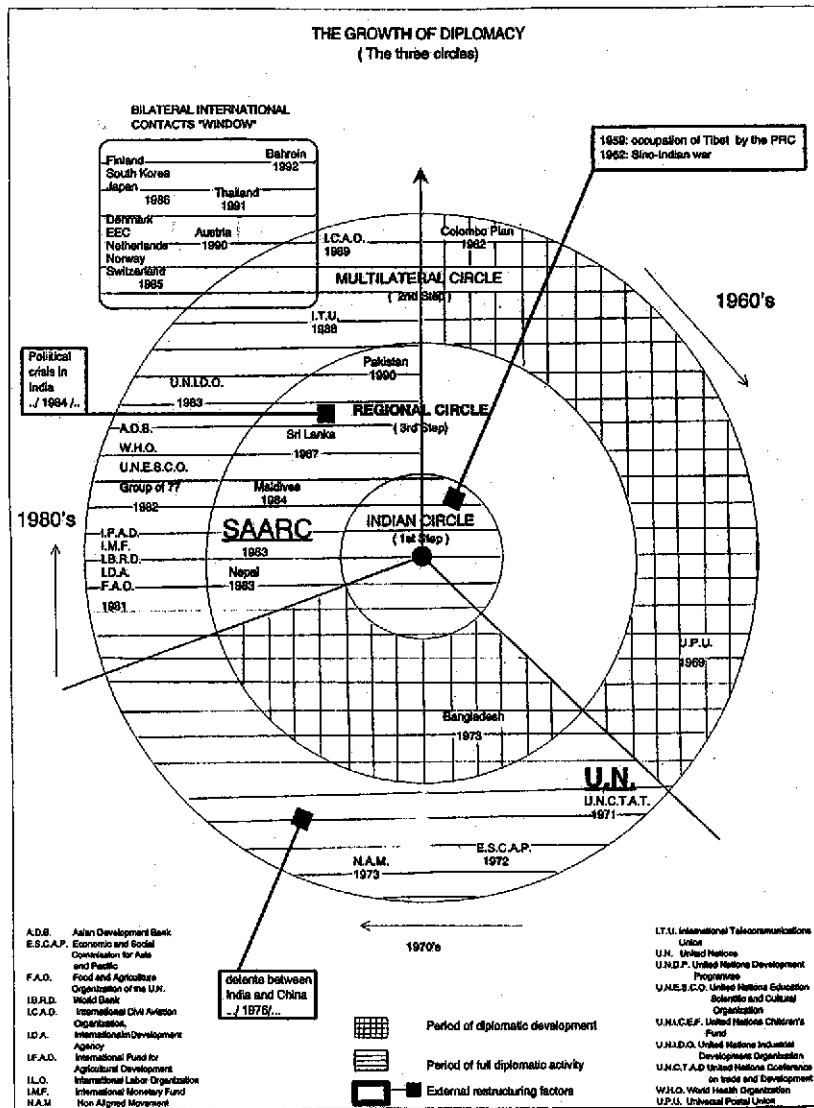 THE GROWTH OF DIPLOMACY
( The three circles)
BILATERAL INTERNATIONAL
CONTACTS "WINDOW"
Finland
South Korea
Japan
1986
Bahrein
1992
Thailand
1991
Denmark
EEC
Netherlands
Norway
Switzerland
1985
Austria
1990
1959: occupation of Tibet by the PRC
1962: Sino-Indian war
I.C.A.O.
1989
Colombo Plan
1962
MULTILATERAL CIRCLE
( 2nd Step )
1960's
I.T.U.
1988
Political
crisis in
India
../ 1984 /..
Pakistan
1990
U.N.I.D.O.
1983
REGIONAL CIRCLE
( 3rd Step)
A.D.B.
Sri Lanka
1987
W.H.O.
U.N.E.S.C.O.
Group of 77
1982
Maldives
1984
1980's
SAARC
1983
INDIAN CIRCLE
( 1st Step )
I.F.A.D.
I.M.F.
I.B.R.D.
I.D.A.
F.A.O.
1981
Nepal
1983
U.P.U.
1969
Bangladesh
1973
U.N.
U.N.C.T.A.T.
1971
E.S.C.A.P.
1972
N.A.M.
1973
1970's
detente between
India and China
../ 1976/...
A.D.B. Asian Development Bank
E.S.C.A.P. Economic and Social
Commission for Asia
and Pacific
F.A.O. Food and Agriculture
Organization of the U.N.
I.B.R.D. World Bank
I.C.A.O. International Civil Aviation
Organization.
I.D.A. Internationaln Development
Agency
I.F.A.D. International Fund for
Agricultural Development
I.L.O. International Labor Organization
I.M.F. International Monetary Fund
N.A.M Non Aligned Movement
Period of diplomatic development
Period of full diplomatic activity
External restructuring factors
I.T.U. International Telecommunications
Union
U.N. United Nations
U.N.D.P. United Nations Development
Programme
U.N.E.S.C.O. United Nations Education
Scientific and Cultural
Organization
U.N.I.C.E.F. United Nations Children's
Fund
U.N.I.D.O. United Nations Industrial
Development Organization
U.N.C.T.A.D United Nations Conference
on trade and Development
W.H.O. World Health Organization
U.P.U. Universal Postal Union